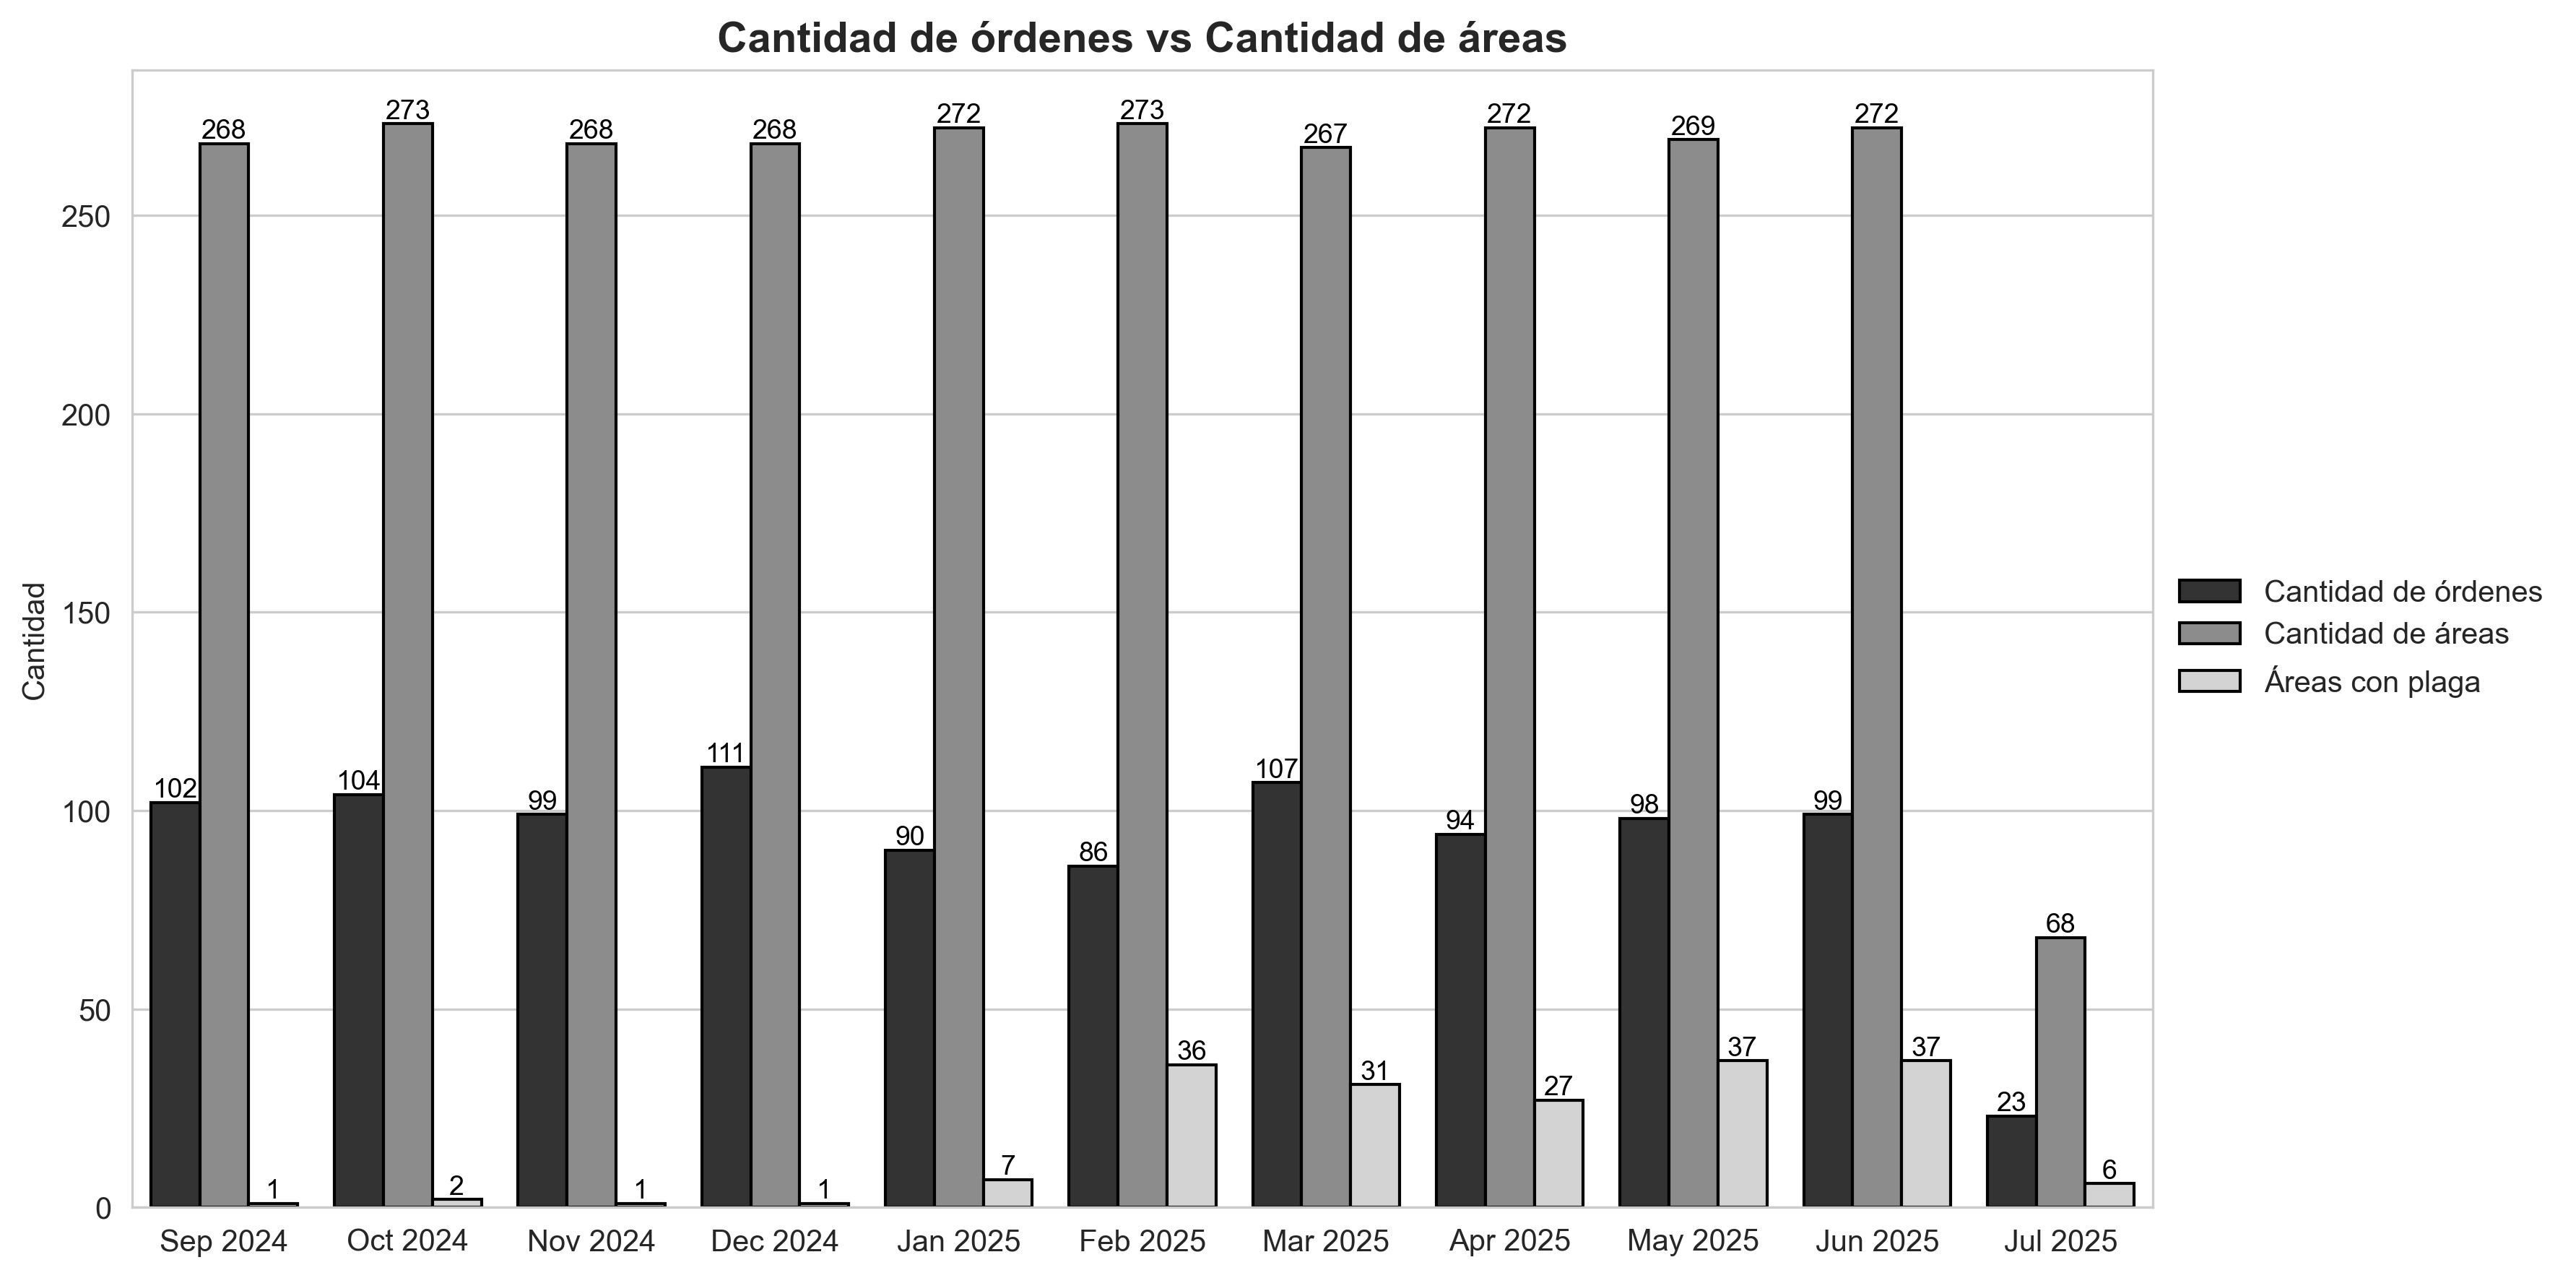 Cantidad de órdenes vs Cantidad de áreas
Cantidad
250
200
150
100
50
0
268
273
268
268
272
273
267
272
269
272
102
104
99
111
90
86
107
94
98
99
23
68
1
2
1
1
7
36
31
27
37
37
6
Sep 2024
Oct 2024
Nov 2024
Dec 2024
Jan 2025
Feb 2025
Mar 2025
Apr 2025
May 2025
Jun 2025
Jul 2025
Cantidad de órdenes
Cantidad de áreas
Áreas con plaga